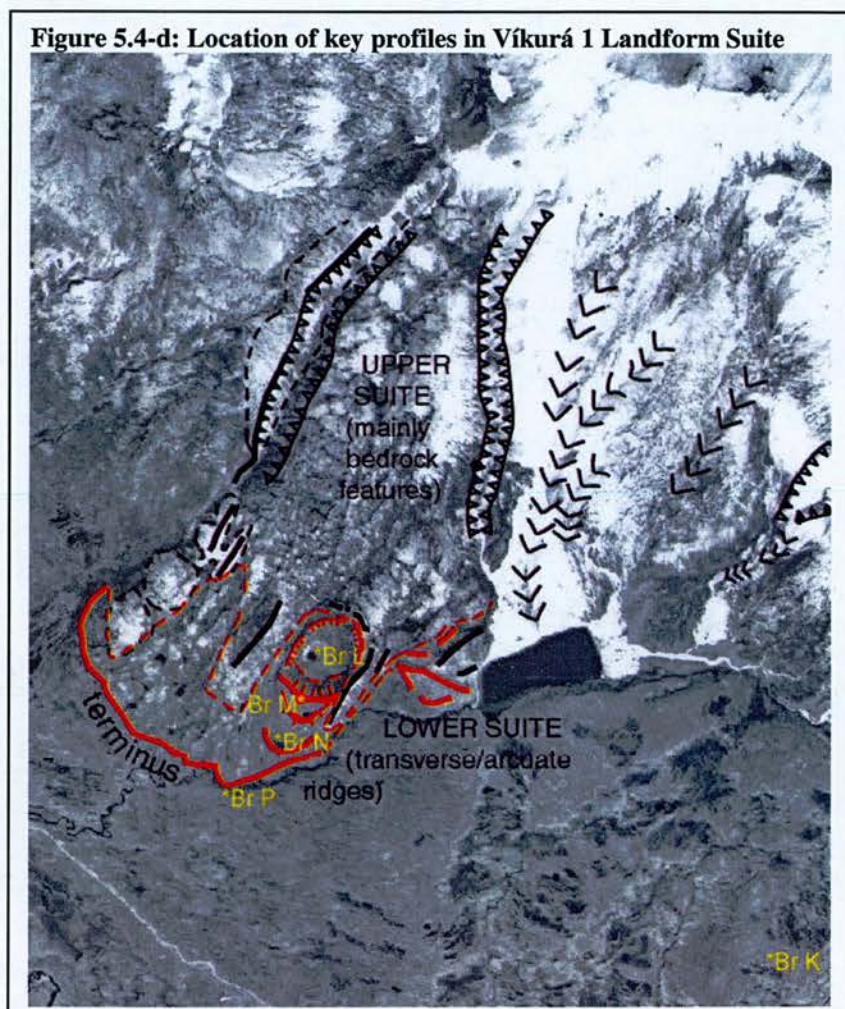 Figure 5.4-d: Location of key profiles in Víkurá 1 Landform Suite
UPPER
SUITE
(mainly
bedrock
features)
*Br L
Br M*
*Br N
LOWER SUITE
(transverse/arcuate
ridges)
terminus
*Br P
*Br K